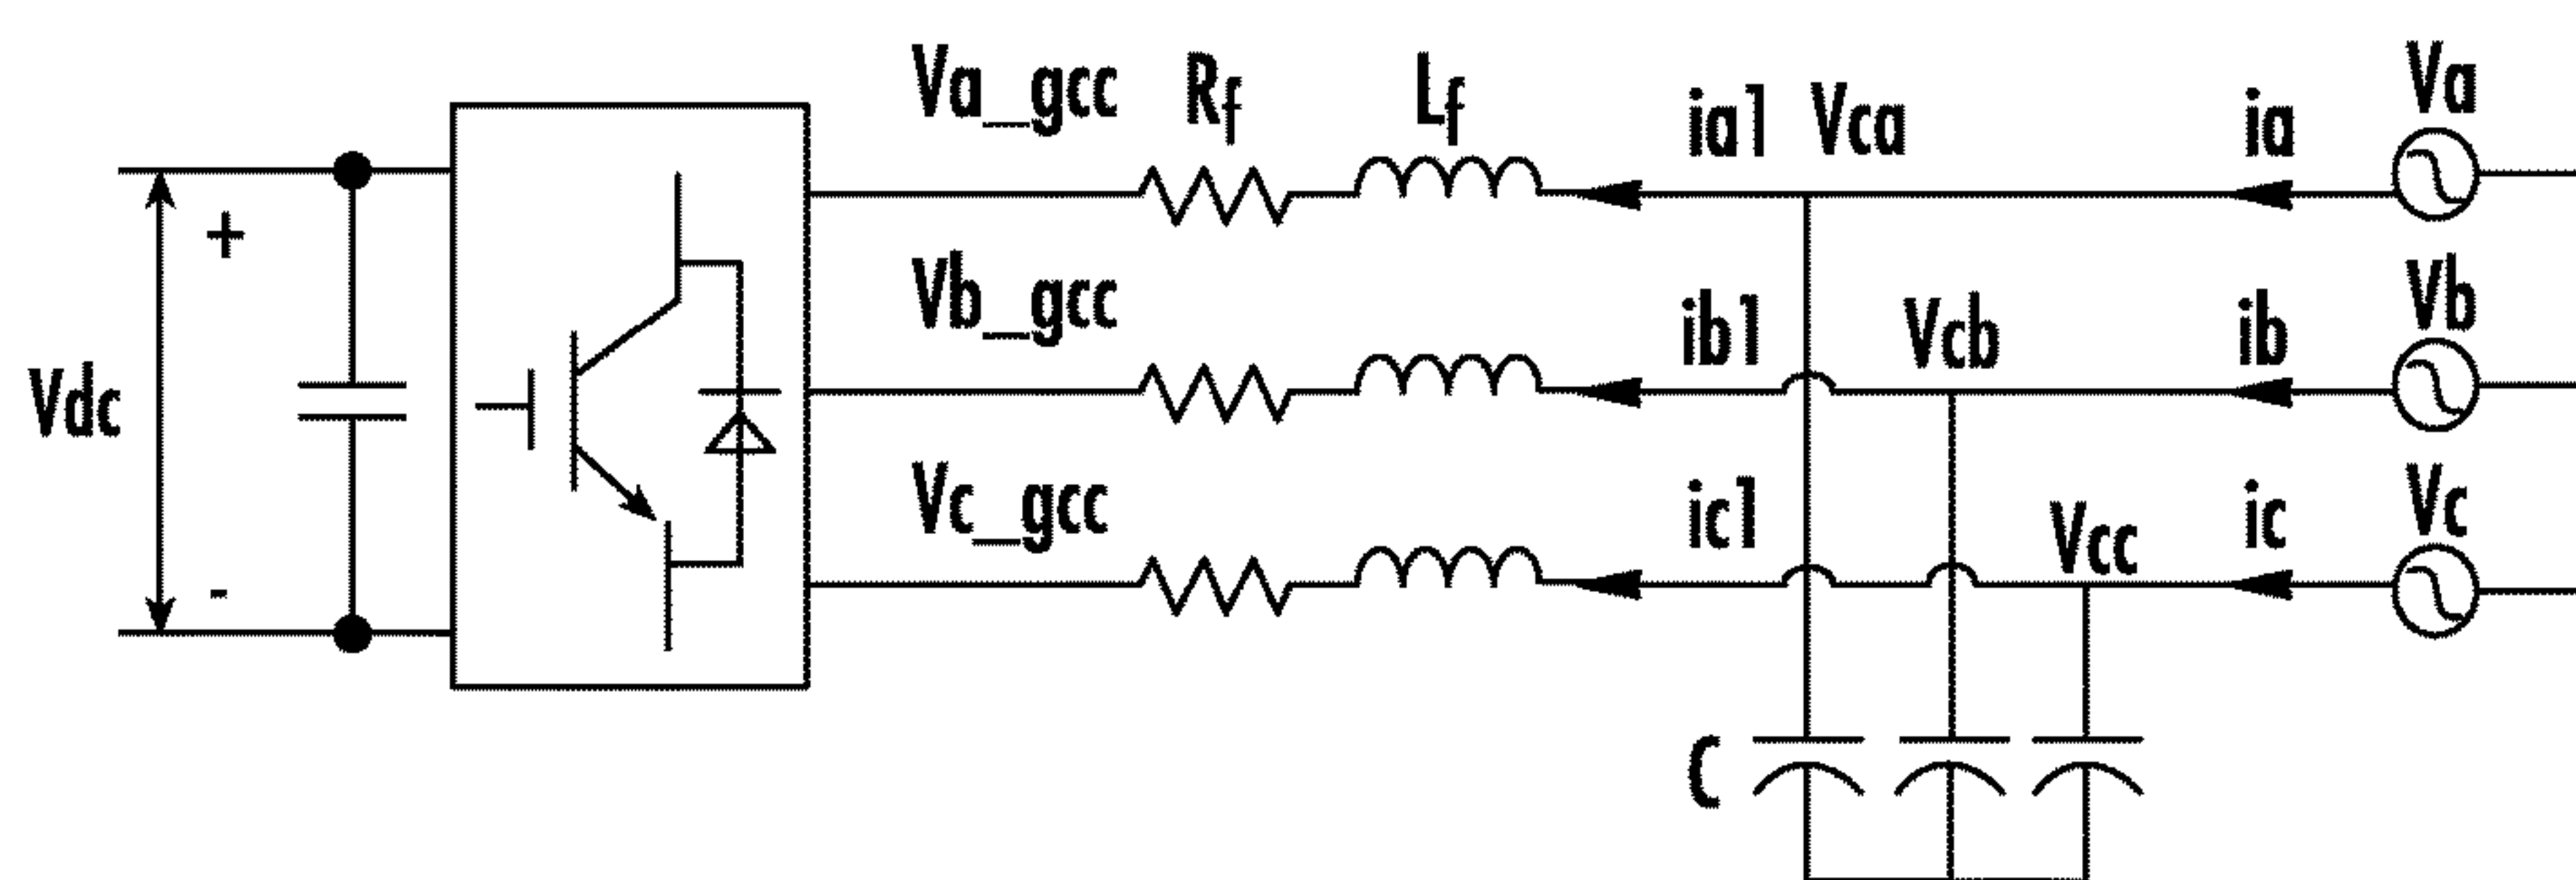 Va_gcc Rf Lf ia1 Vca ia Va
+
Vb_gcc ib1 Vcb ib Vb
Vdc
Vc_gcc ic1 Vcc ic Vc
-
C